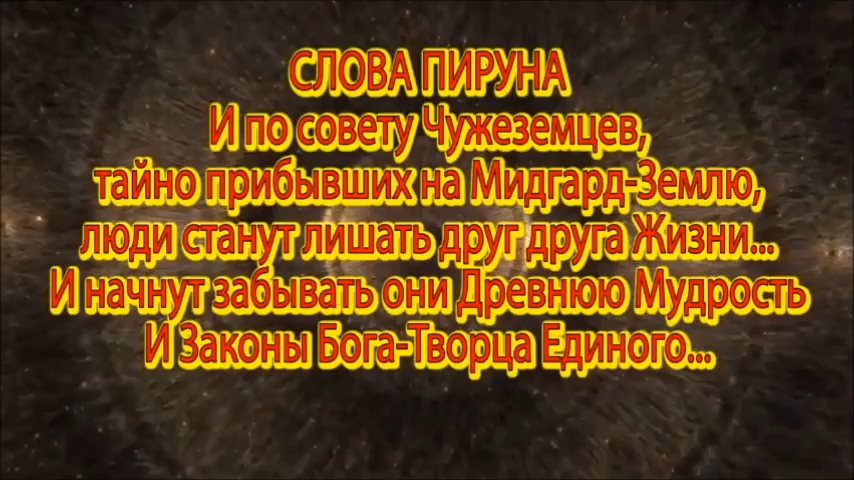 СЛОВА ПИРУНА
И по совету Чужеземцев,
тайно прибывших на Мидгард-Землю,
люди станут лишать друг друга Жизни...
И начнут забывать они Древнюю Мудрость
И Законы Бога-Творца Единого...